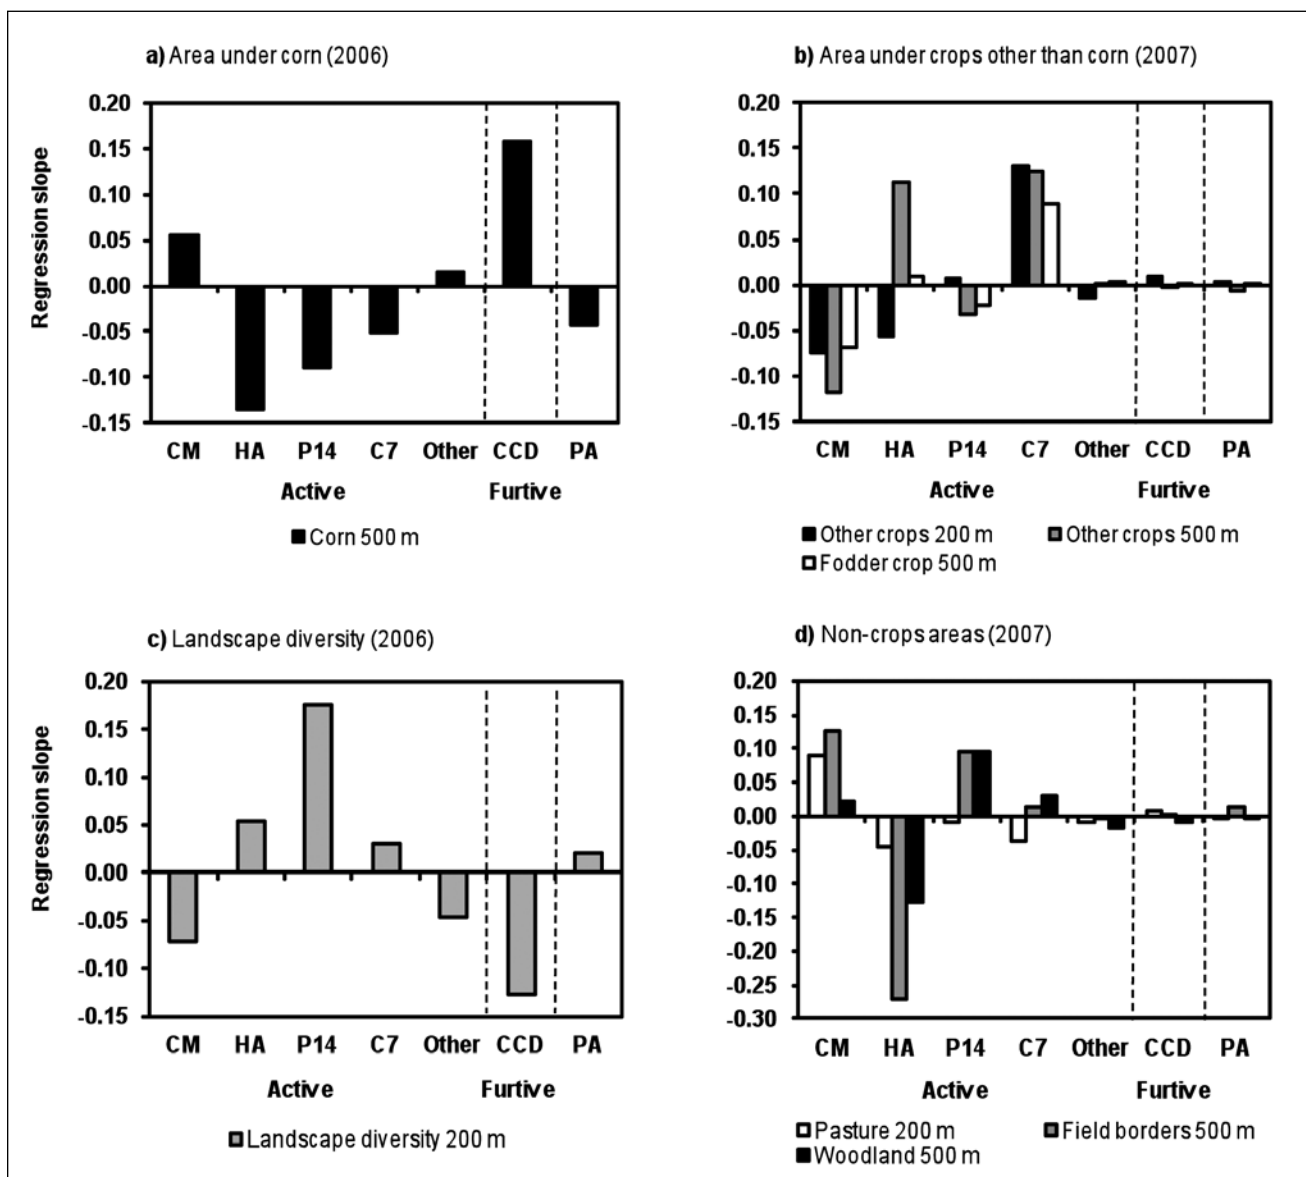 a) Area under corn (2006)
Regression slope
0.20
0.15
0.10
0.05
0.00
-0.05
-0.10
-0.15
CM HA P14 C7 Other CCD PA
Active Furtive
Corn 500 m
b) Area under crops other than corn (2007)
0.20
0.15
0.10
0.05
0.00
-0.05
-0.10
-0.15
CM HA P14 C7 Other CCD PA
Active Furtive
Other crops 200 m Other crops 500 m
Fodder crop 500 m
c) Landscape diversity (2006)
Regression slope
0.20
0.15
0.10
0.05
0.00
-0.05
-0.10
-0.15
CM HA P14 C7 Other CCD PA
Active Furtive
Landscape diversity 200 m
d) Non-crops areas (2007)
0.20
0.15
0.10
0.05
0.00
-0.05
-0.10
-0.15
-0.20
-0.25
-0.30
CM HA P14 C7 Other CCD PA
Active Furtive
Pasture 200 m Field borders 500 m
Woodland 500 m